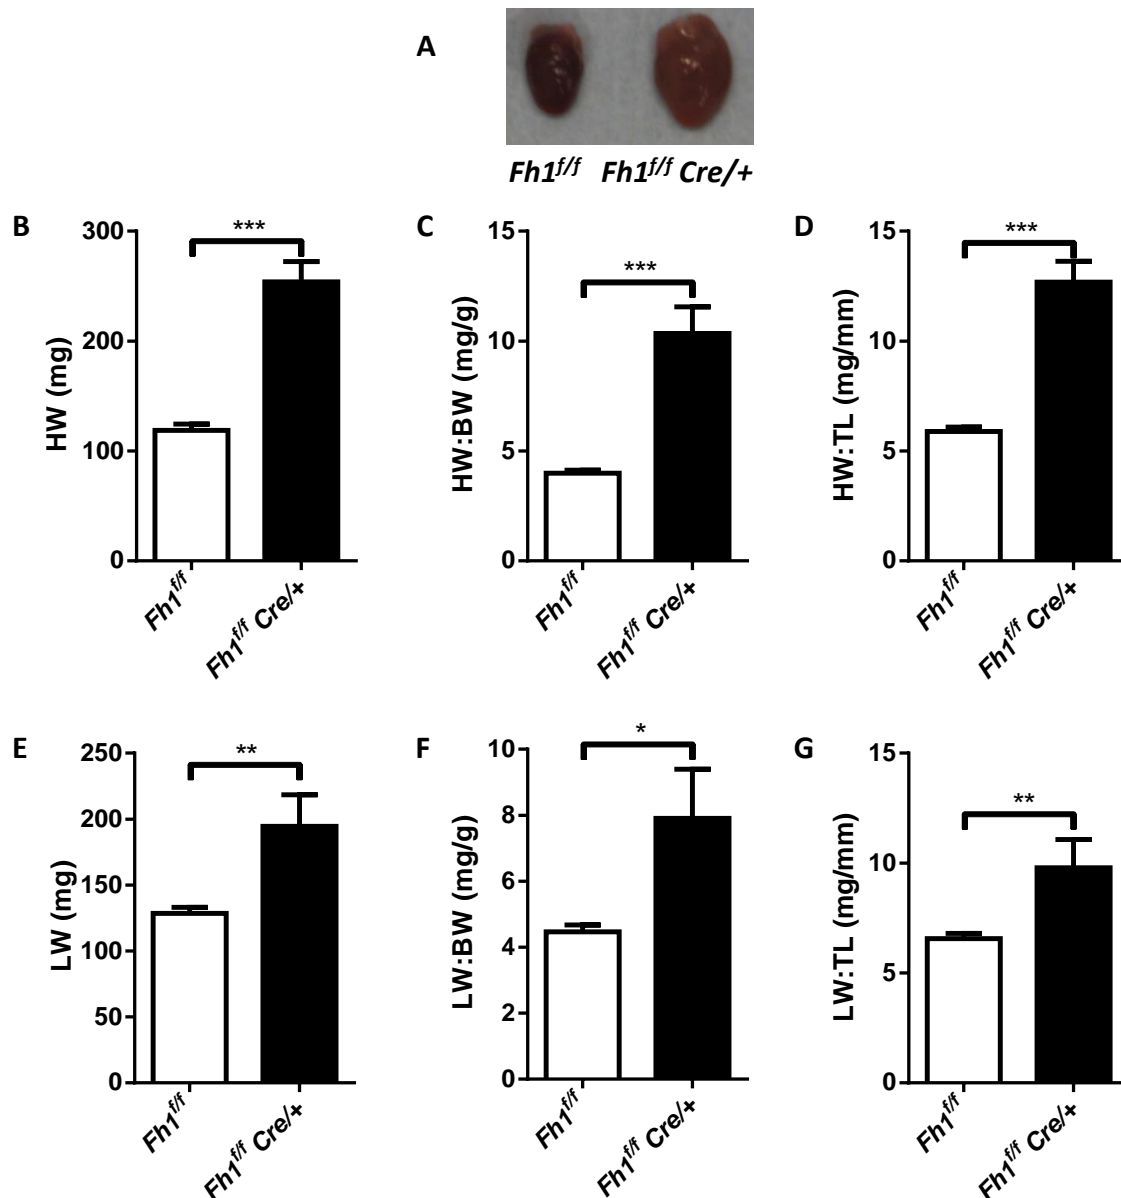 A
Fh1f/f Fh1f/f Cre/+
B
300
200
100
0
HW (mg)
***
Fh1f/f
Fh1f/f Cre/+
C
15
10
5
0
HW:BW (mg/g)
***
Fh1f/f
Fh1f/f Cre/+
D
15
10
5
0
HW:TL (mg/mm)
***
Fh1f/f
Fh1f/f Cre/+
E
250
200
150
100
50
0
LW (mg)
**
Fh1f/f
Fh1f/f Cre/+
F
10
8
6
4
2
0
LW:BW (mg/g)
*
Fh1f/f
Fh1f/f Cre/+
G
15
10
5
0
LW:TL (mg/mm)
**
Fh1f/f
Fh1f/f Cre/+